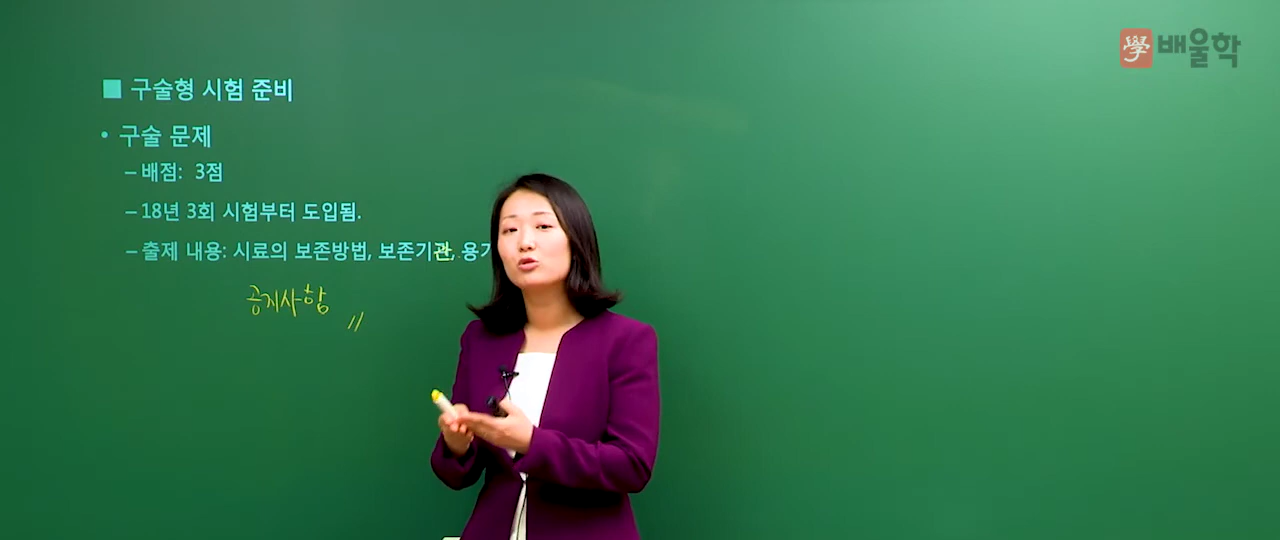 學 배울학
■ 구술형 시험 준비
• 구술 문제
– 배점: 3점
– 18년 3회 시험부터 도입됨.
– 출제 내용: 시료의 보존방법, 보존기관, 용기
공지사항